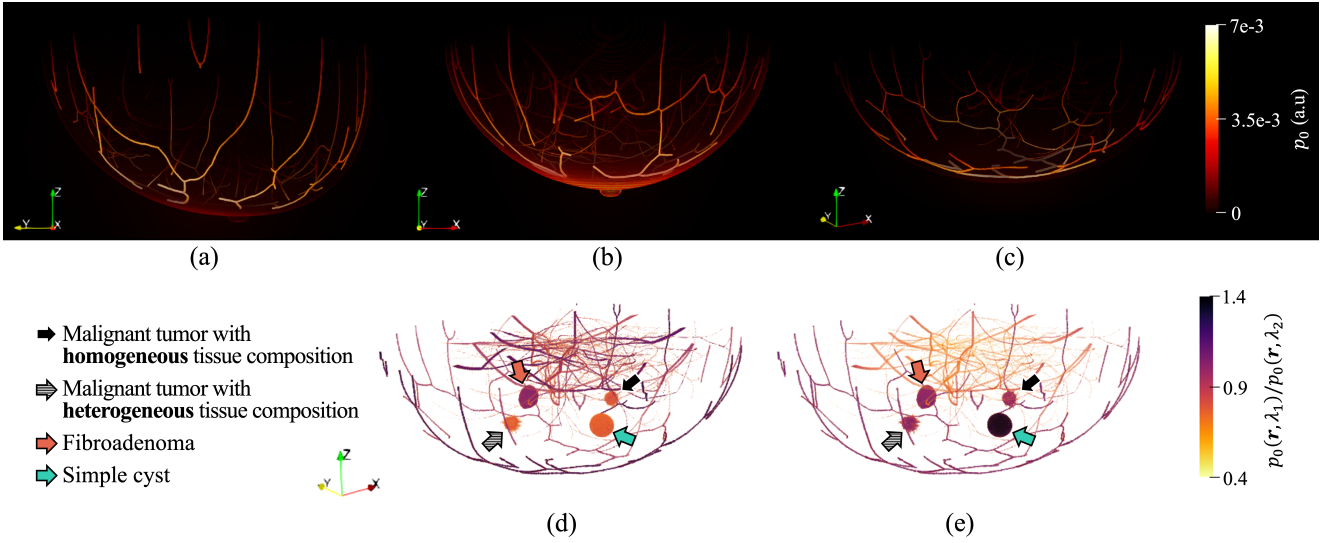 7e-3
3.5e-3
0
p₀ (a.u)
Z
Y
X
Z
Y
X
Z
Y
X
(a)
(b)
(c)
Malignant tumor with
homogeneous tissue composition
Malignant tumor with
heterogeneous tissue composition
Fibroadenoma
Simple cyst
Z
Y
X
1.4
0.9
0.4
p₀(r, λ₁)/p₀(r, λ₂)
(d)
(e)